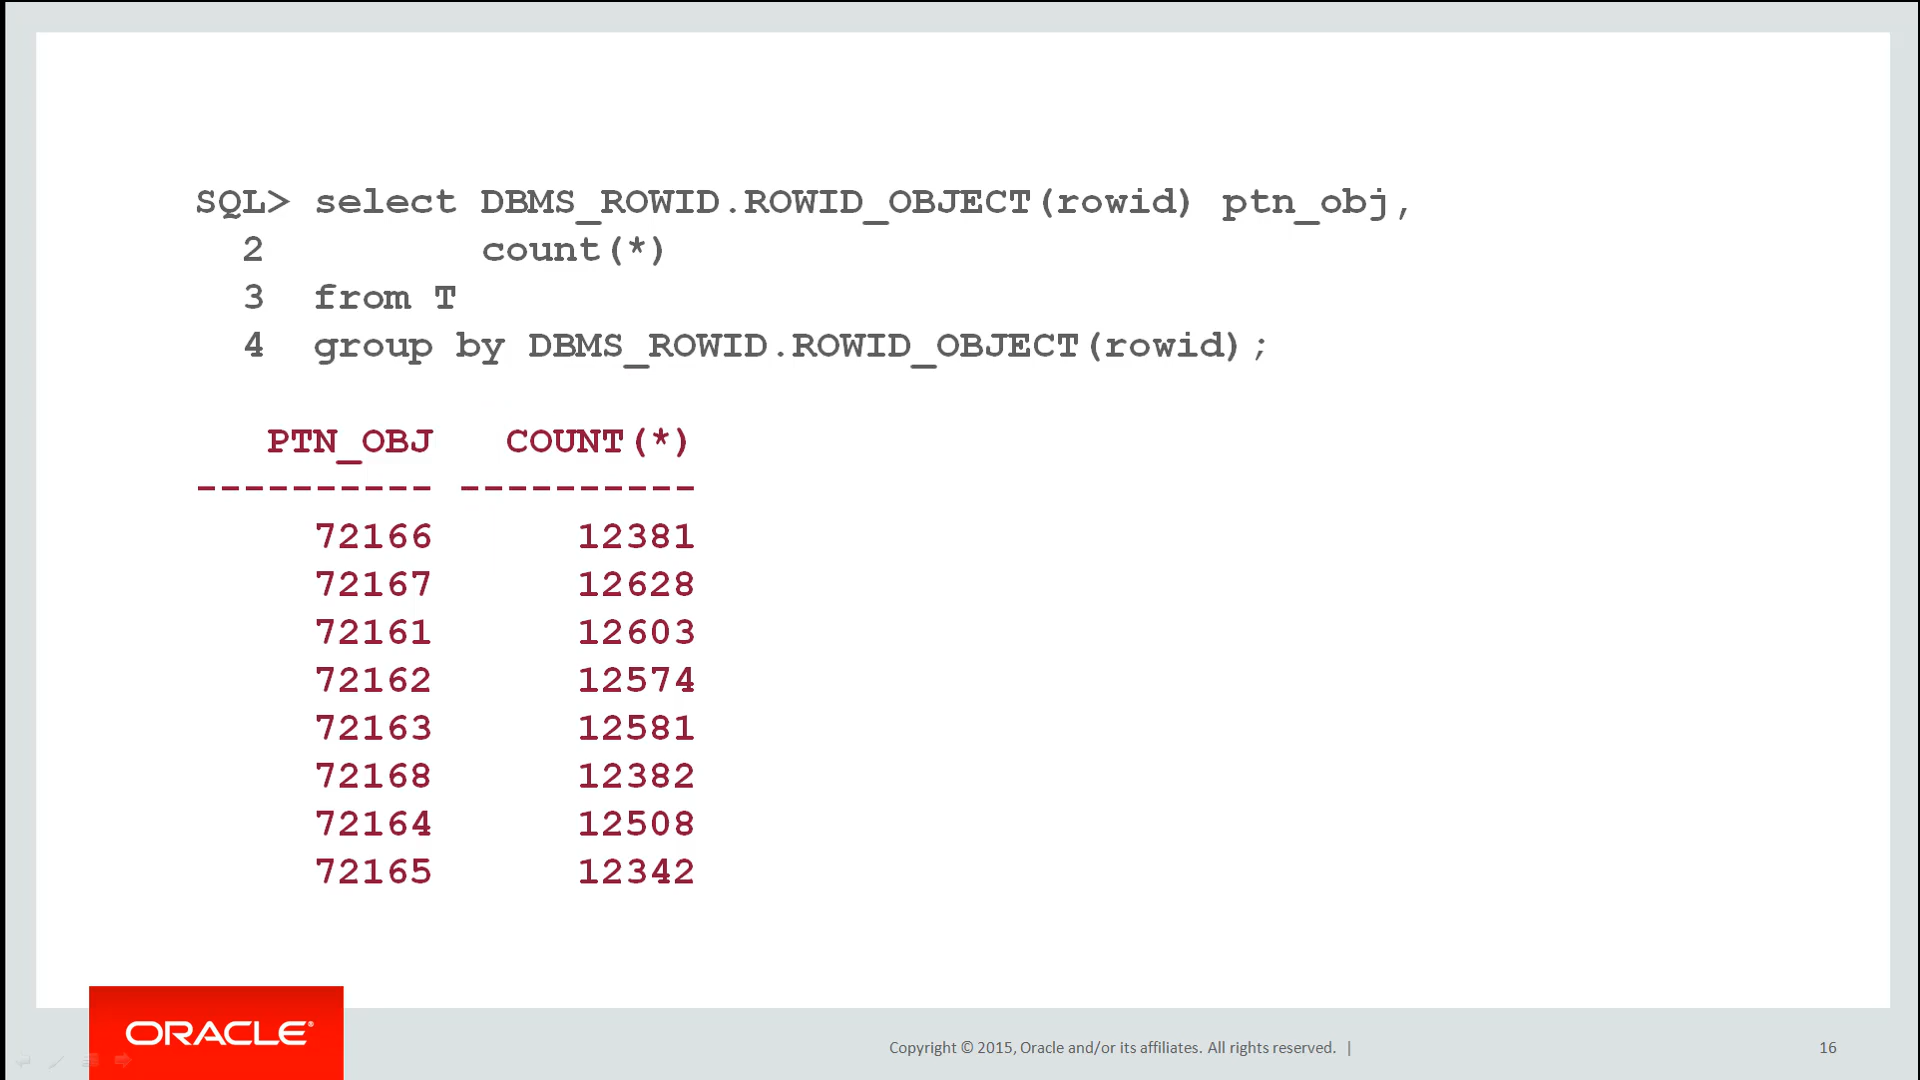 SQL> select DBMS_ROWID.ROWID_OBJECT(rowid) ptn_obj,
2 count(*)
3 from T
4 group by DBMS_ROWID.ROWID_OBJECT(rowid);
PTN_OBJ COUNT(*)
---------- ----------
72166 12381
72167 12628
72161 12603
72162 12574
72163 12581
72168 12382
72164 12508
72165 12342
ORACLE®
Copyright © 2015, Oracle and/or its affiliates. All rights reserved. |
16